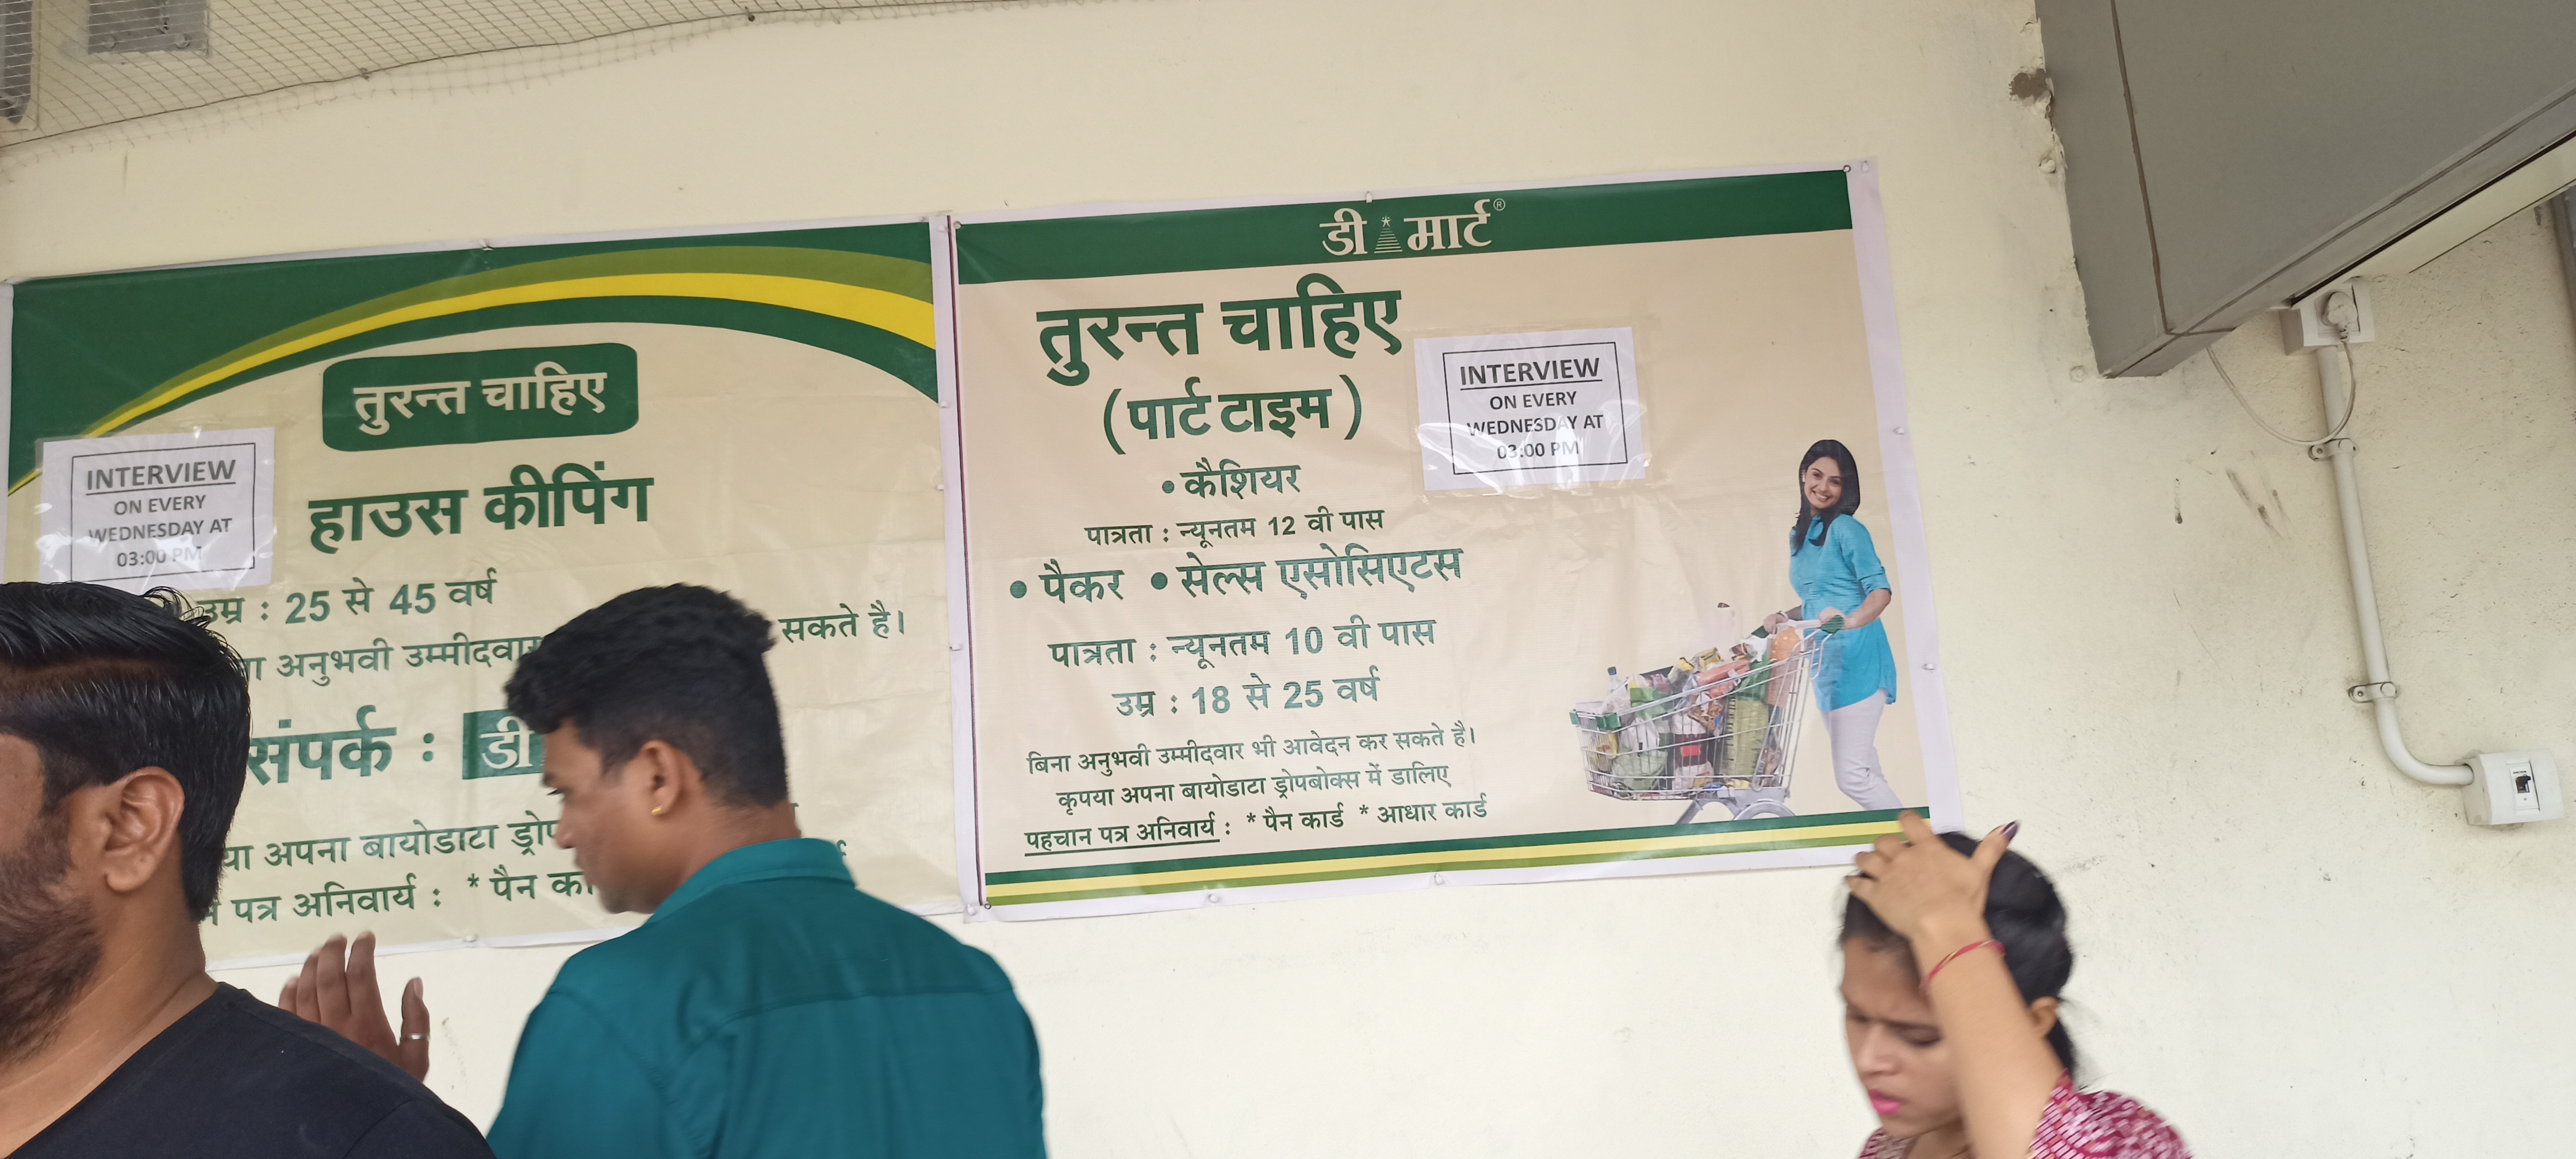 तुरन्त चाहिए
INTERVIEW
ON EVERY
WEDNESDAY AT
03:00 PM
हाउस कीपिंग
उम्र : 25 से 45 वर्ष
अनुभवी उम्मीदवार सकते है।
संपर्क : डी
अपना बायोडाटा
पत्र अनिवार्य : * पैन
डी मार्ट®
तुरन्त चाहिए
(पार्ट टाइम)
INTERVIEW
ON EVERY
WEDNESDAY AT
03:00 PM
• कैशियर
पात्रता : न्यूनतम 12 वी पास
• पैकर • सेल्स एसोसिएटस
पात्रता : न्यूनतम 10 वी पास
उम्र : 18 से 25 वर्ष
बिना अनुभवी उम्मीदवार भी आवेदन कर सकते है।
कृपया अपना बायोडाटा ड्रोपबोक्स में डालिए
पहचान पत्र अनिवार्य : * पैन कार्ड * आधार कार्ड